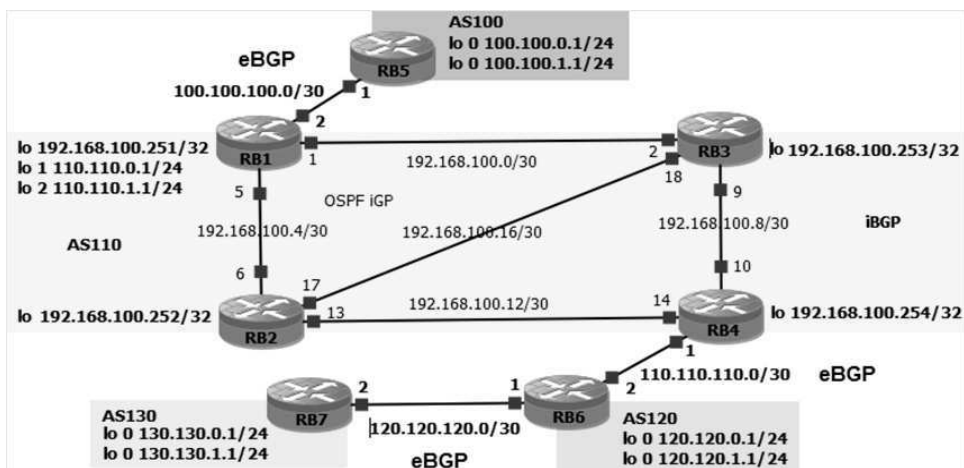 AS100
lo 0 100.100.0.1/24
lo 0 100.100.1.1/24
RB5
eBGP
100.100.100.0/30
1
2
lo 192.168.100.251/32
lo 1 110.110.0.1/24
lo 2 110.110.1.1/24
RB1
1
192.168.100.0/30
2
RB3
lo 192.168.100.253/32
18
9
5
OSPF iGP
AS110
192.168.100.4/30
192.168.100.16/30
192.168.100.8/30
iBGP
6
17
10
lo 192.168.100.252/32
RB2
13
192.168.100.12/30
14
RB4
lo 192.168.100.254/32
1
110.110.110.0/30
eBGP
2
AS130
lo 0 130.130.0.1/24
lo 0 130.130.1.1/24
RB7
2
120.120.120.0/30
eBGP
1
RB6
AS120
lo 0 120.120.0.1/24
lo 0 120.120.1.1/24